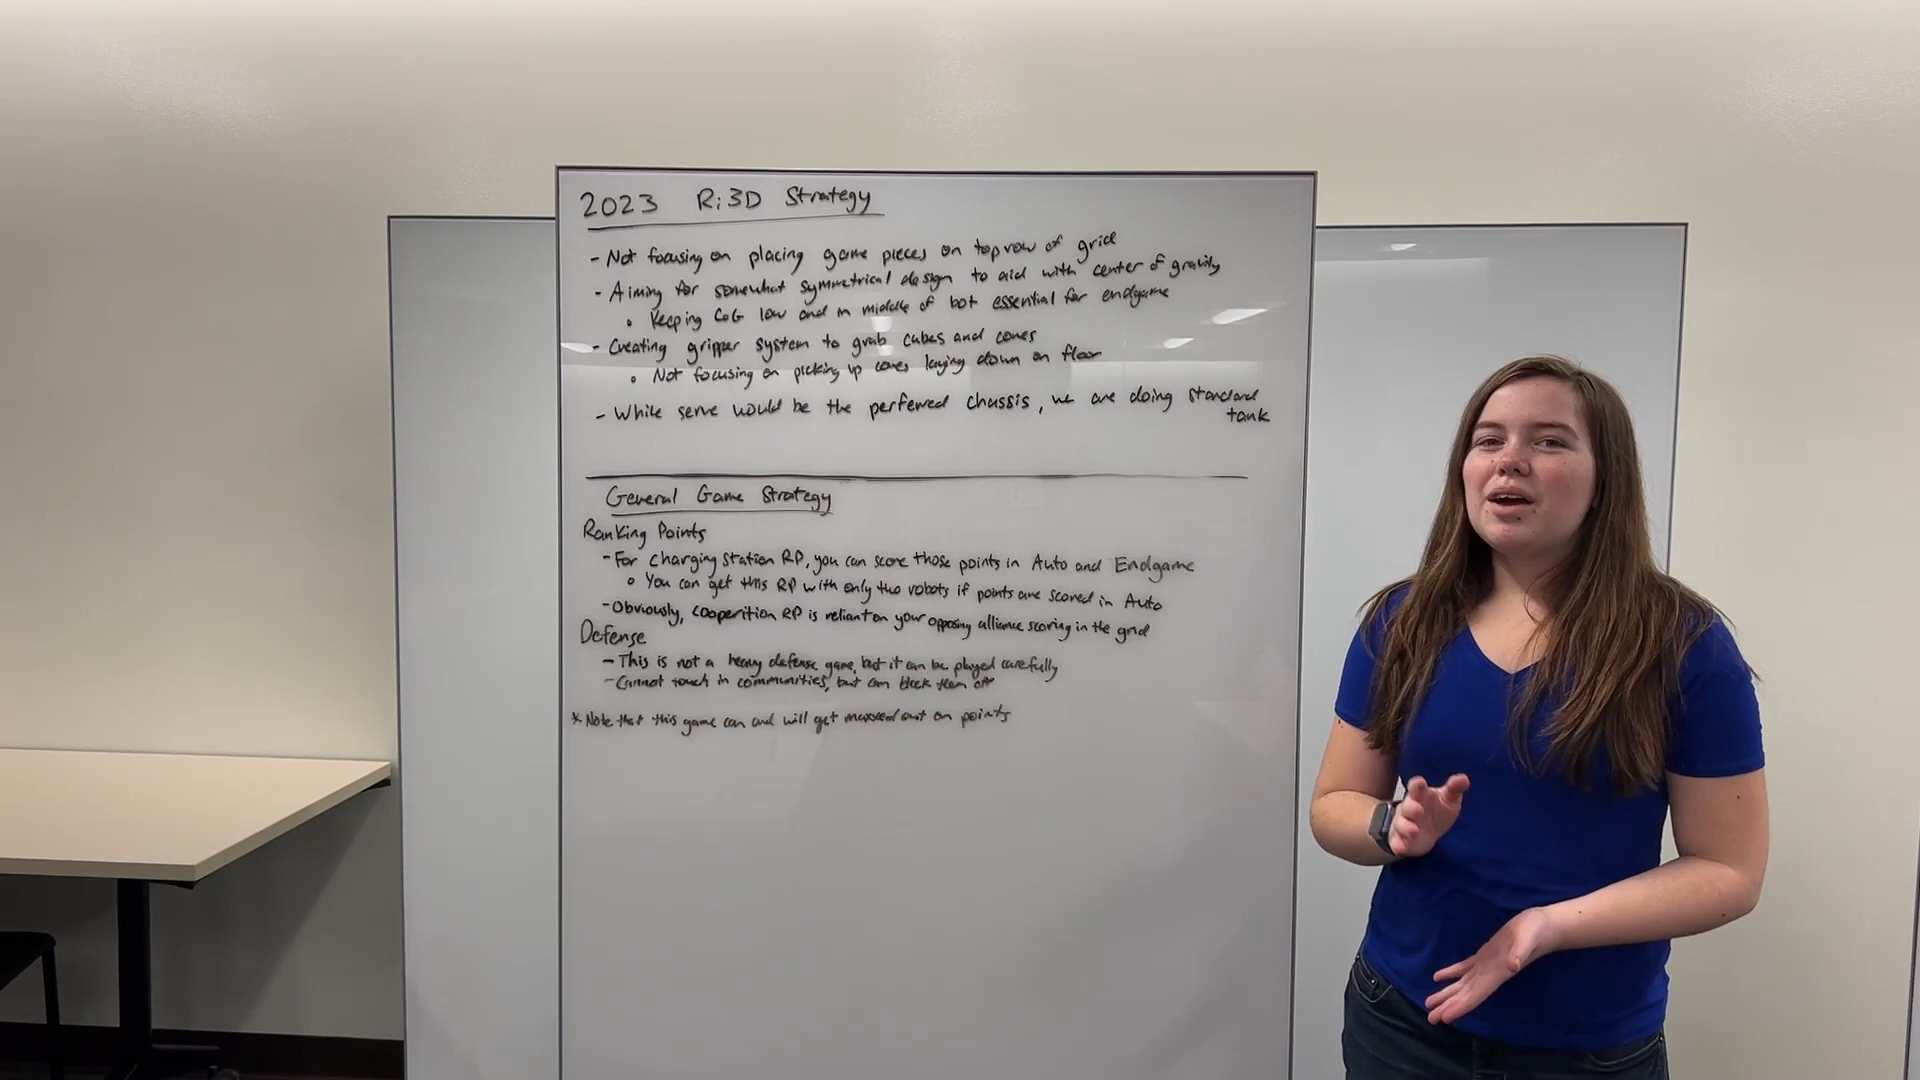 2023 Ri3D Strategy
- Not focusing on placing game pieces on top row of grid
- Aiming for somewhat symmetrical design to aid with center of gravity
◦ Keeping CoG low and in middle of bot essential for endgame
- Creating gripper system to grab cubes and cones
◦ Not focusing on picking up cones laying down on floor
- While serve would be the perferred chassis, we are doing standard
tank
General Game Strategy
Ranking Points
- For Charging Station RP, you can score those points in Auto and Endgame
◦ You can get this RP with only two robots if points are scored in Auto
- Obviously, cooperition RP is reliant on your opposing alliance scoring in the grid
Defense
- This is not a heavy defense game, but it can be played carefully
- Cannot touch in communities, but can block them off
* Note that this game can and will get maxxed out on points